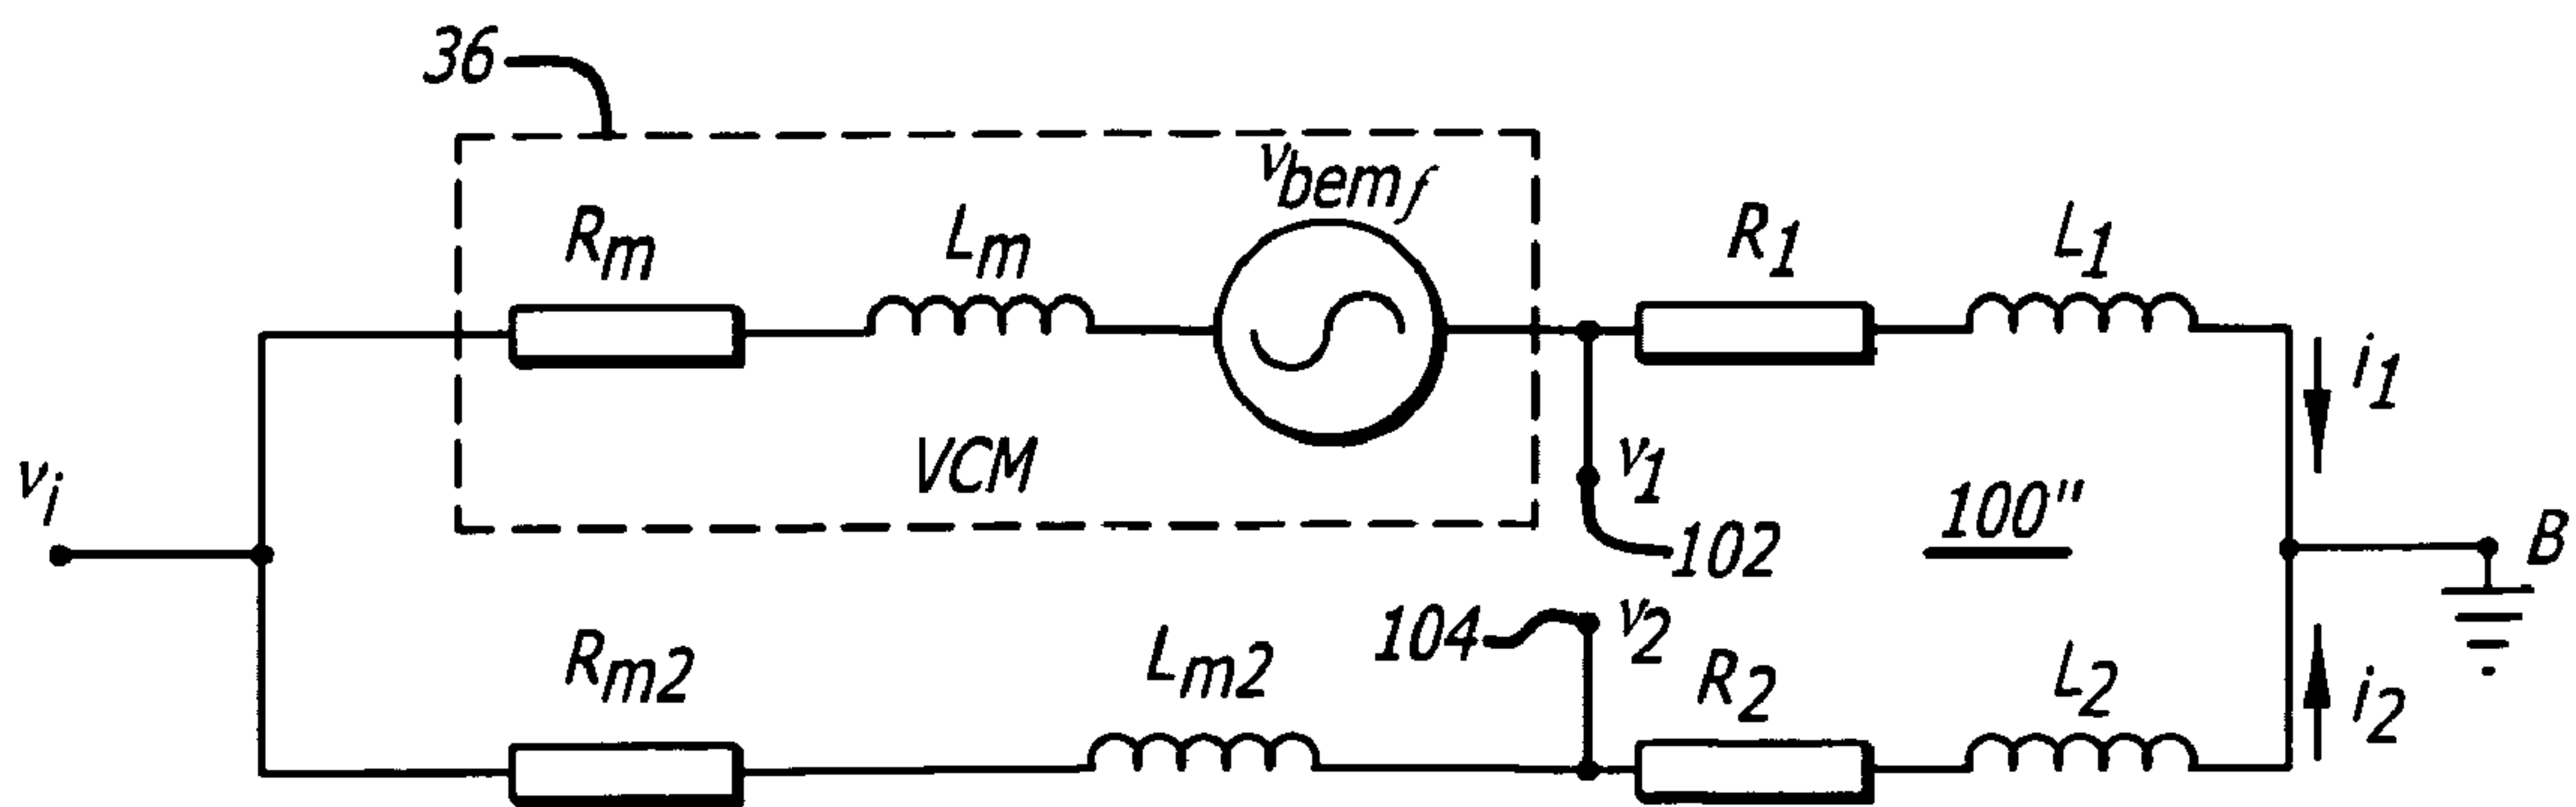 36
v_bemf
R_m
L_m
R_1
L_1
i_1
VCM
v_1
v_i
100"
102
B
104
v_2
R_m2
L_m2
R_2
L_2
i_2